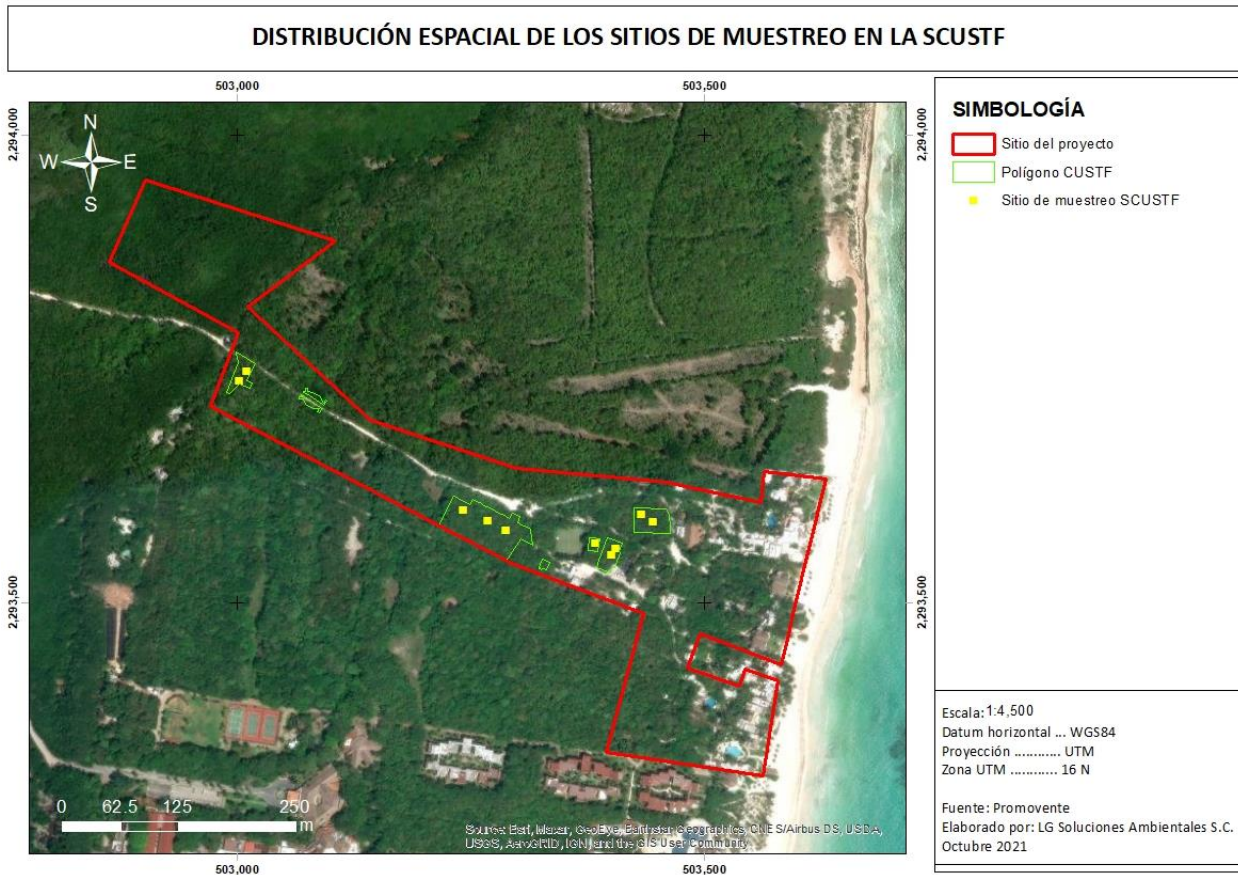 DISTRIBUCIÓN ESPACIAL DE LOS SITIOS DE MUESTREO EN LA SCUSTF
503,000
503,500
2,294,000
2,294,000
N
W
E
S
2,293,500
2,293,500
0 62.5 125 250
m
Source: Esri, Maxar, GeoEye, Earthstar Geographics, CNES/Airbus DS, USDA,
USGS, AeroGRID, IGN, and the GIS User Community
503,000
503,500
SIMBOLOGÍA
Sitio del proyecto
Polígono CUSTF
Sitio de muestreo SCUSTF
Escala: 1:4,500
Datum horizontal ... WGS84
Proyección ............ UTM
Zona UTM ............ 16 N
Fuente: Promovente
Elaborado por: LG Soluciones Ambientales S.C.
Octubre 2021